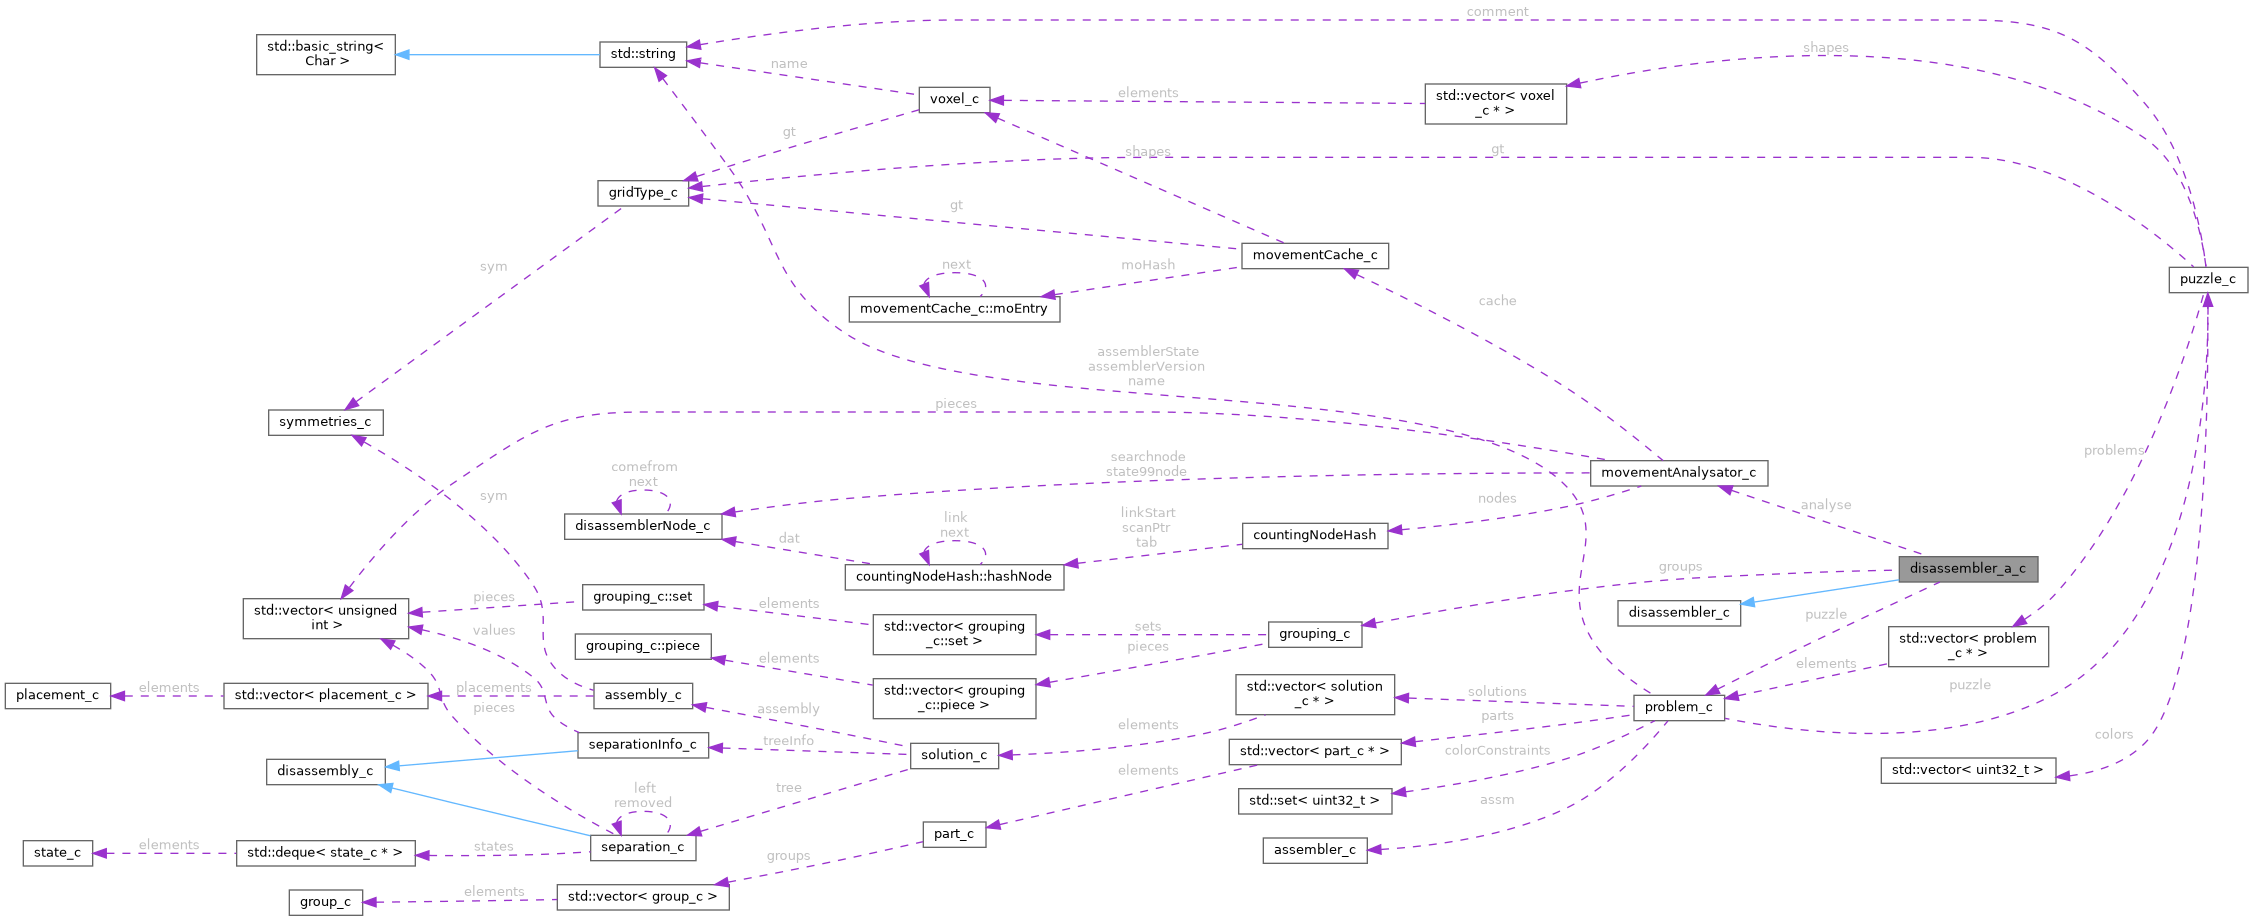 comment
std::basic_string<
Char >
std::string
shapes
name
elements
voxel_c
std::vector< voxel
_c * >
gt
shapes
gt
gridType_c
gt
movementCache_c
puzzle_c
sym
next
moHash
movementCache_c::moEntry
cache
assemblerState
assemblerVersion
name
pieces
symmetries_c
problems
searchnode
state99node
movementAnalysator_c
comefrom
next
sym
nodes
analyse
link
next
linkStart
scanPtr
tab
disassemblerNode_c
dat
countingNodeHash
countingNodeHash::hashNode
groups
disassembler_a_c
pieces
grouping_c::set
elements
std::vector< unsigned
int >
disassembler_c
puzzle
values
std::vector< grouping
_c::set >
sets
pieces
grouping_c
grouping_c::piece
elements
std::vector< problem
_c * >
elements
placement_c
elements
std::vector< placement_c >
placements
assembly_c
std::vector< grouping
_c::piece >
std::vector< solution
_c * >
solutions
puzzle
pieces
assembly
parts
problem_c
elements
separationInfo_c
treeInfo
solution_c
std::vector< part_c * >
colorConstraints
colors
disassembly_c
elements
std::vector< uint32_t >
left
removed
tree
std::set< uint32_t >
assm
state_c
elements
std::deque< state_c * >
states
separation_c
part_c
assembler_c
groups
group_c
elements
std::vector< group_c >